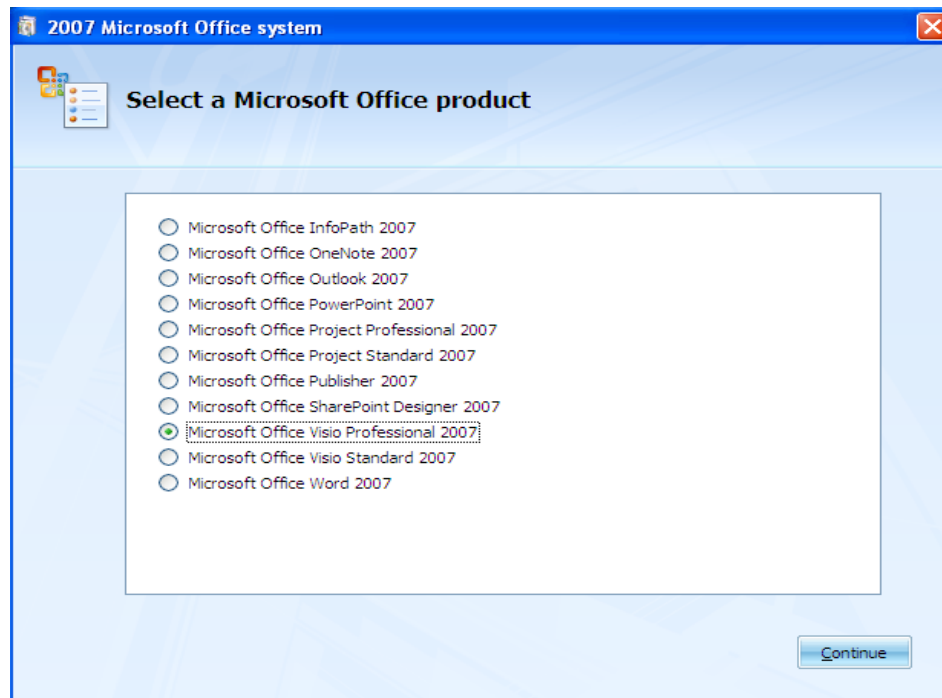 2007 Microsoft Office system
Select a Microsoft Office product
Microsoft Office InfoPath 2007
Microsoft Office OneNote 2007
Microsoft Office Outlook 2007
Microsoft Office PowerPoint 2007
Microsoft Office Project Professional 2007
Microsoft Office Project Standard 2007
Microsoft Office Publisher 2007
Microsoft Office SharePoint Designer 2007
Microsoft Office Visio Professional 2007
Microsoft Office Visio Standard 2007
Microsoft Office Word 2007
Continue